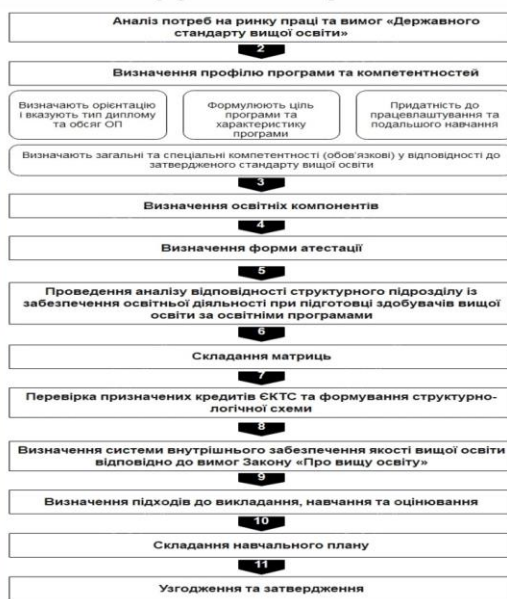 Аналіз потреб на ринку праці та вимог «Державного
стандарту вищої освіти»
2
Визначення профілю програми та компетентностей
Визначають орієнтацію
і вказують тип диплому
та обсяг ОП
Формулюють ціль
програми та
характеристику
програми
Придатність до
працевлаштування та
подальшого навчання
Визначають загальні та спеціальні компетентності (обов'язкові) у відповідності до
затвердженого стандарту вищої освіти
3
Визначення освітніх компонентів
4
Визначення форми атестації
5
Проведення аналізу відповідності структурного підрозділу із
забезпечення освітньої діяльності при підготовці здобувачів вищої
освіти за освітніми програмами
6
Складання матриць
7
Перевірка призначених кредитів ЄКТС та формування структурно-
логічної схеми
8
Визначення системи внутрішнього забезпечення якості вищої освіти
відповідно до вимог Закону «Про вищу освіту»
9
Визначення підходів до викладання, навчання та оцінювання
10
Складання навчального плану
11
Узгодження та затвердження